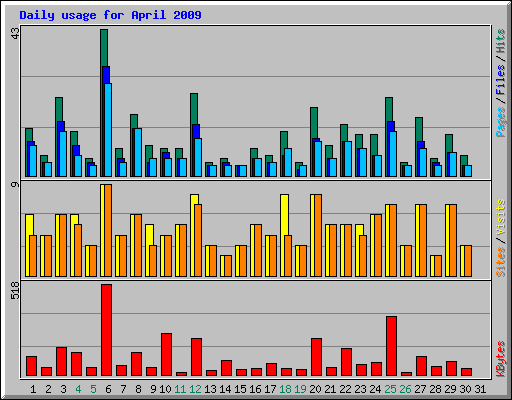 Daily usage for April 2009
43
Pages / Files / Hits
9
Sites / Visits
518
KBytes
1 2 3 4 5 6 7 8 9 10 11 12 13 14 15 16 17 18 19 20 21 22 23 24 25 26 27 28 29 30 31